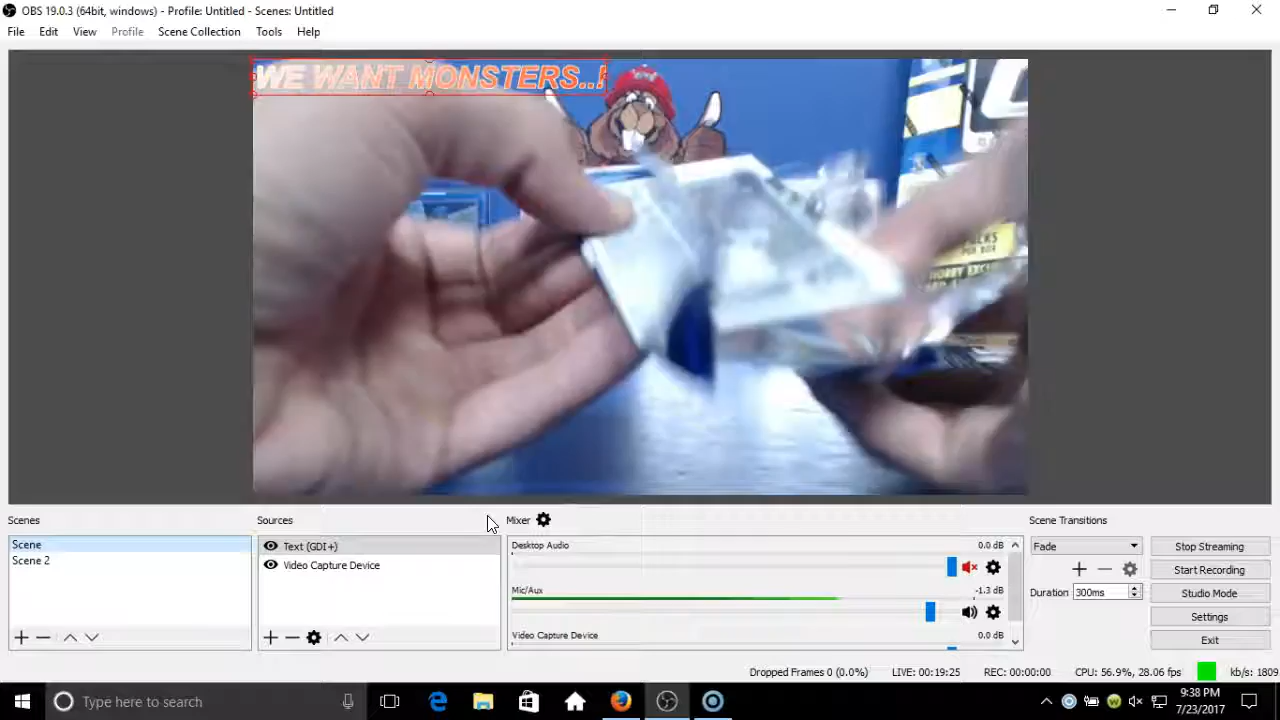 OBS 19.0.3 (64bit, windows) - Profile: Untitled - Scenes: Untitled
File Edit View Profile Scene Collection Tools Help
WE WANT MONSTERS..!
HOBBY EXC
Scenes Sources Mixer Scene Transitions
Scene
Scene 2
Text (GDI+)
Video Capture Device
Desktop Audio 0.0 dB
Mic/Aux -1.3 dB
Video Capture Device 0.0 dB
Fade
Duration 300ms
Stop Streaming
Start Recording
Studio Mode
Settings
Exit
Dropped Frames 0 (0.0%) LIVE: 00:19:25 REC: 00:00:00 CPU: 56.9%, 28.06 fps kb/s: 1809
Type here to search
9:38 PM
7/23/2017